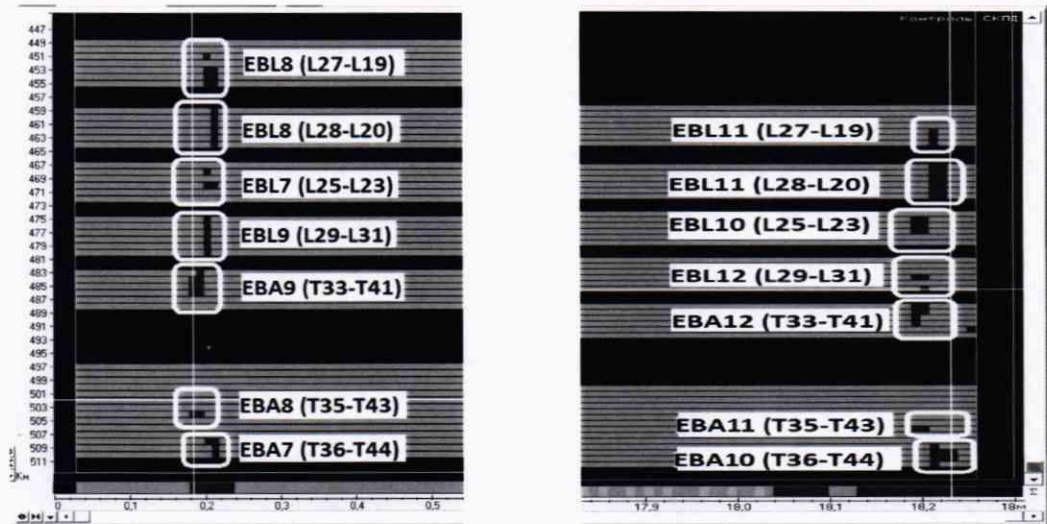 447
449
451
453
455
457
459
461
463
465
467
469
471
473
475
477
479
481
483
485
487
489
491
493
495
497
499
501
503
505
507
509
511
Км
EBL8 (L27-L19)
EBL8 (L28-L20)
EBL7 (L25-L23)
EBL9 (L29-L31)
EBA9 (T33-T41)
EBA8 (T35-T43)
EBA7 (T36-T44)
0 0,1 0,2 0,3 0,4 0,5
Контроль СКПД
EBL11 (L27-L19)
EBL11 (L28-L20)
EBL10 (L25-L23)
EBL12 (L29-L31)
EBA12 (T33-T41)
EBA11 (T35-T43)
EBA10 (T36-T44)
17,9 18,0 18,1 18,2 18м